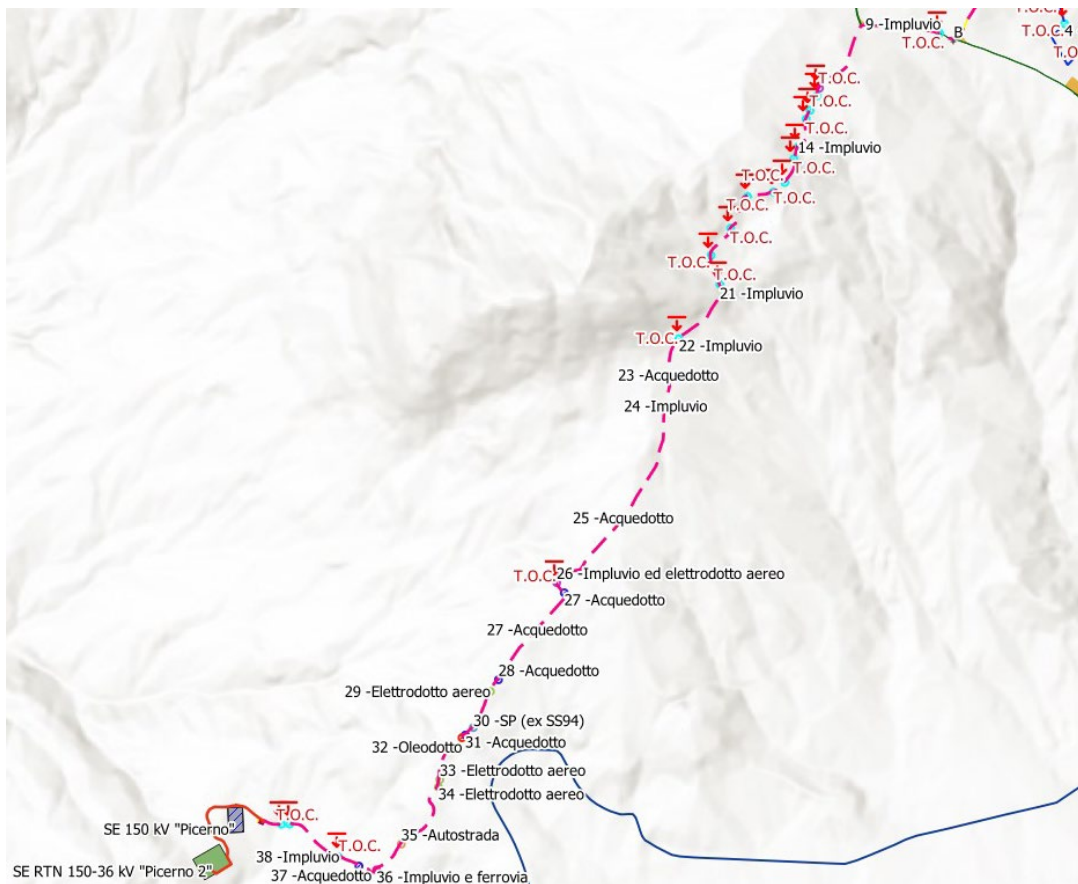 T.O.C.
T.O.C.
9 -Impluvio
T.O.C.
B
T.O.C.4
T.O
T.O.C.
T.O.C.
T.O.C.
14 -Impluvio
T.O.C.
T.O.C.
T.O.C.
T.O.C.
T.O.C.
T.O.C.
T.O.C.
21 -Impluvio
T.O.C.
22 -Impluvio
23 -Acquedotto
24 -Impluvio
25 -Acquedotto
T.O.C.
26 -Impluvio ed elettrodotto aereo
27 -Acquedotto
27 -Acquedotto
28 -Acquedotto
29 -Elettrodotto aereo
30 -SP (ex SS94)
31 -Acquedotto
32 -Oleodotto
33 -Elettrodotto aereo
34 -Elettrodotto aereo
T.O.C.
SE 150 kV "Picerno"
35 -Autostrada
T.O.C.
38 -Impluvio
SE RTN 150-36 kV "Picerno 2"
37 -Acquedotto
36 -Impluvio e ferrovia